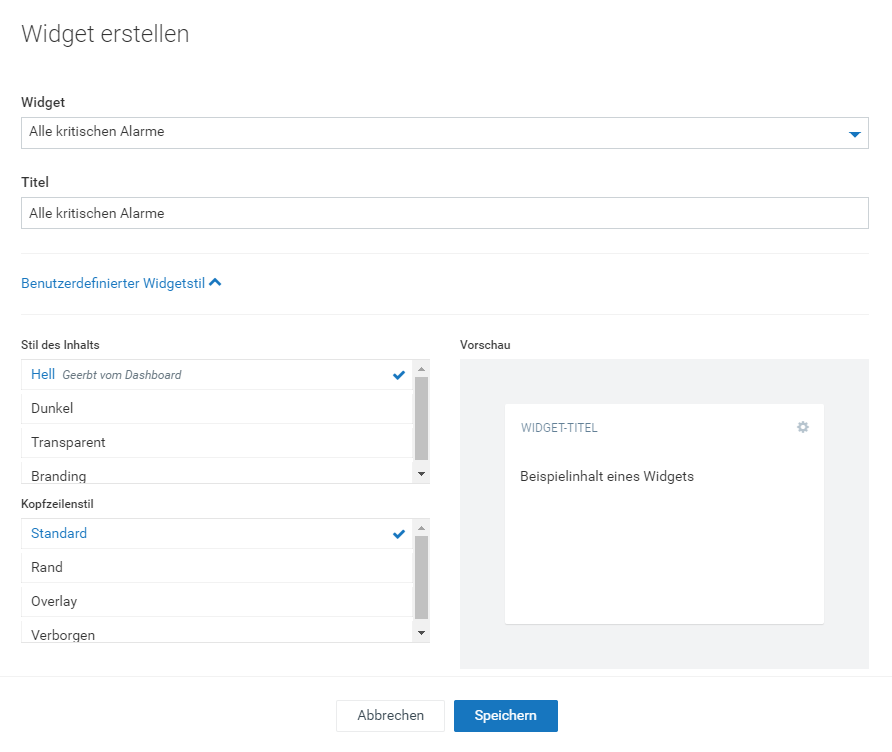 Widget erstellen
Widget
Alle kritischen Alarme
Titel
Alle kritischen Alarme
Benutzerdefinierter Widgetstil
Stil des Inhalts
Hell Geerbt vom Dashboard
Dunkel
Transparent
Branding
Kopfzeilenstil
Standard
Rand
Overlay
Verborgen
Vorschau
WIDGET-TITEL
Beispielinhalt eines Widgets
Abbrechen
Speichern